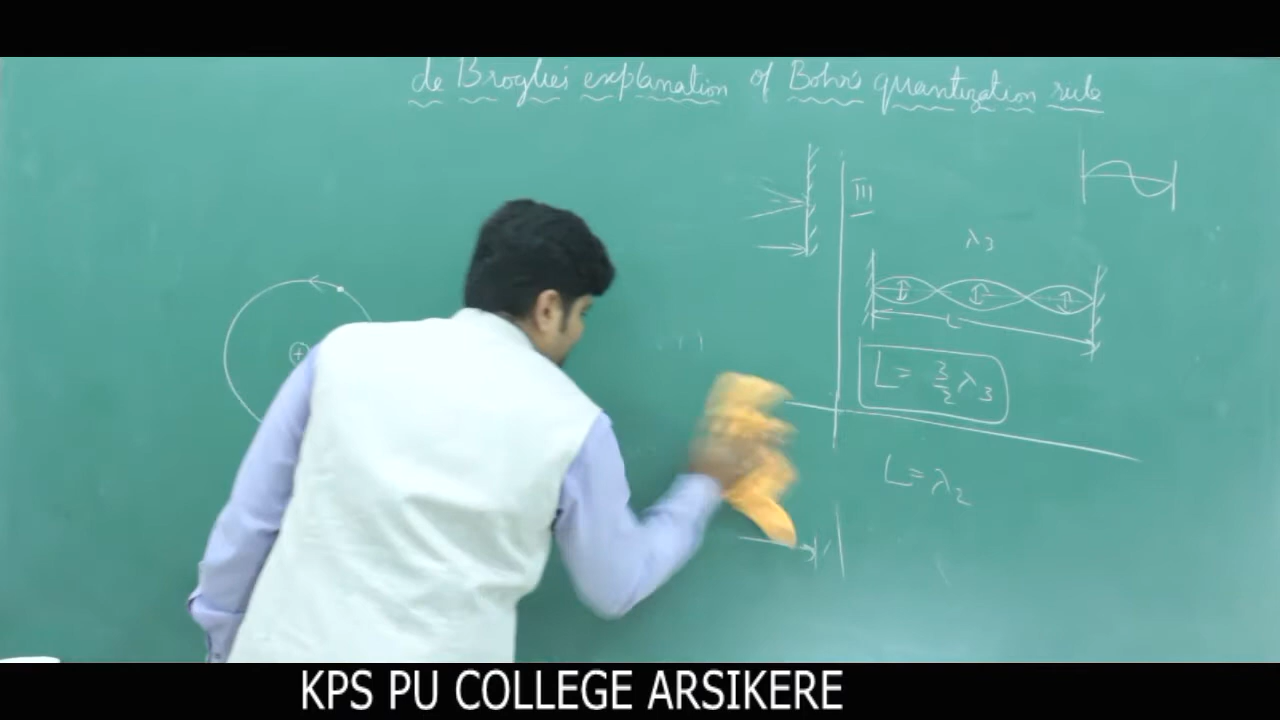 de Broglie's explanation of Bohr's quantization rule
III
λ₃
L
L = 3/2 λ₃
L = λ₂
+
KPS PU COLLEGE ARSIKERE